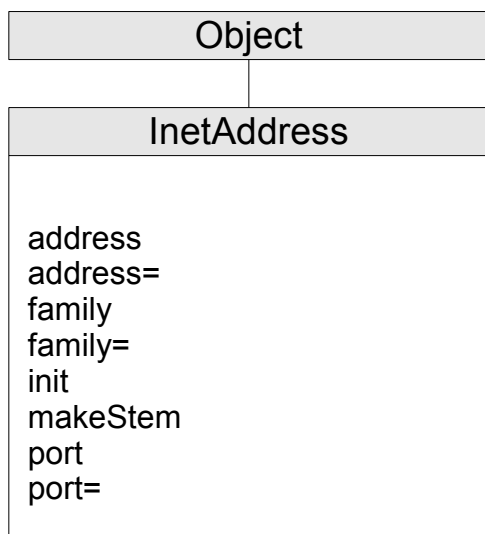 Object
InetAddress
address
address=
family
family=
init
makeStem
port
port=